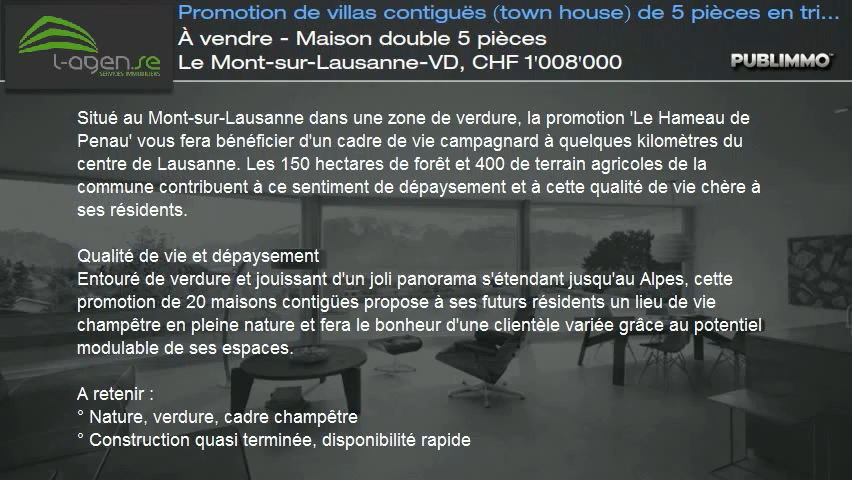 Promotion de villas contiguës (town house) de 5 pièces en tri...
À vendre - Maison double 5 pièces
Le Mont-sur-Lausanne-VD, CHF 1'008'000
l-agen.se
SERVICES IMMOBILIERS
PUBLIMMO™
Situé au Mont-sur-Lausanne dans une zone de verdure, la promotion 'Le Hameau de
Penau' vous fera bénéficier d'un cadre de vie campagnard à quelques kilomètres du
centre de Lausanne. Les 150 hectares de forêt et 400 de terrain agricoles de la
commune contribuent à ce sentiment de dépaysement et à cette qualité de vie chère à
ses résidents.
Qualité de vie et dépaysement
Entouré de verdure et jouissant d'un joli panorama s'étendant jusqu'au Alpes, cette
promotion de 20 maisons contigües propose à ses futurs résidents un lieu de vie
champêtre en pleine nature et fera le bonheur d'une clientèle variée grâce au potentiel
modulable de ses espaces.
A retenir :
° Nature, verdure, cadre champêtre
° Construction quasi terminée, disponibilité rapide